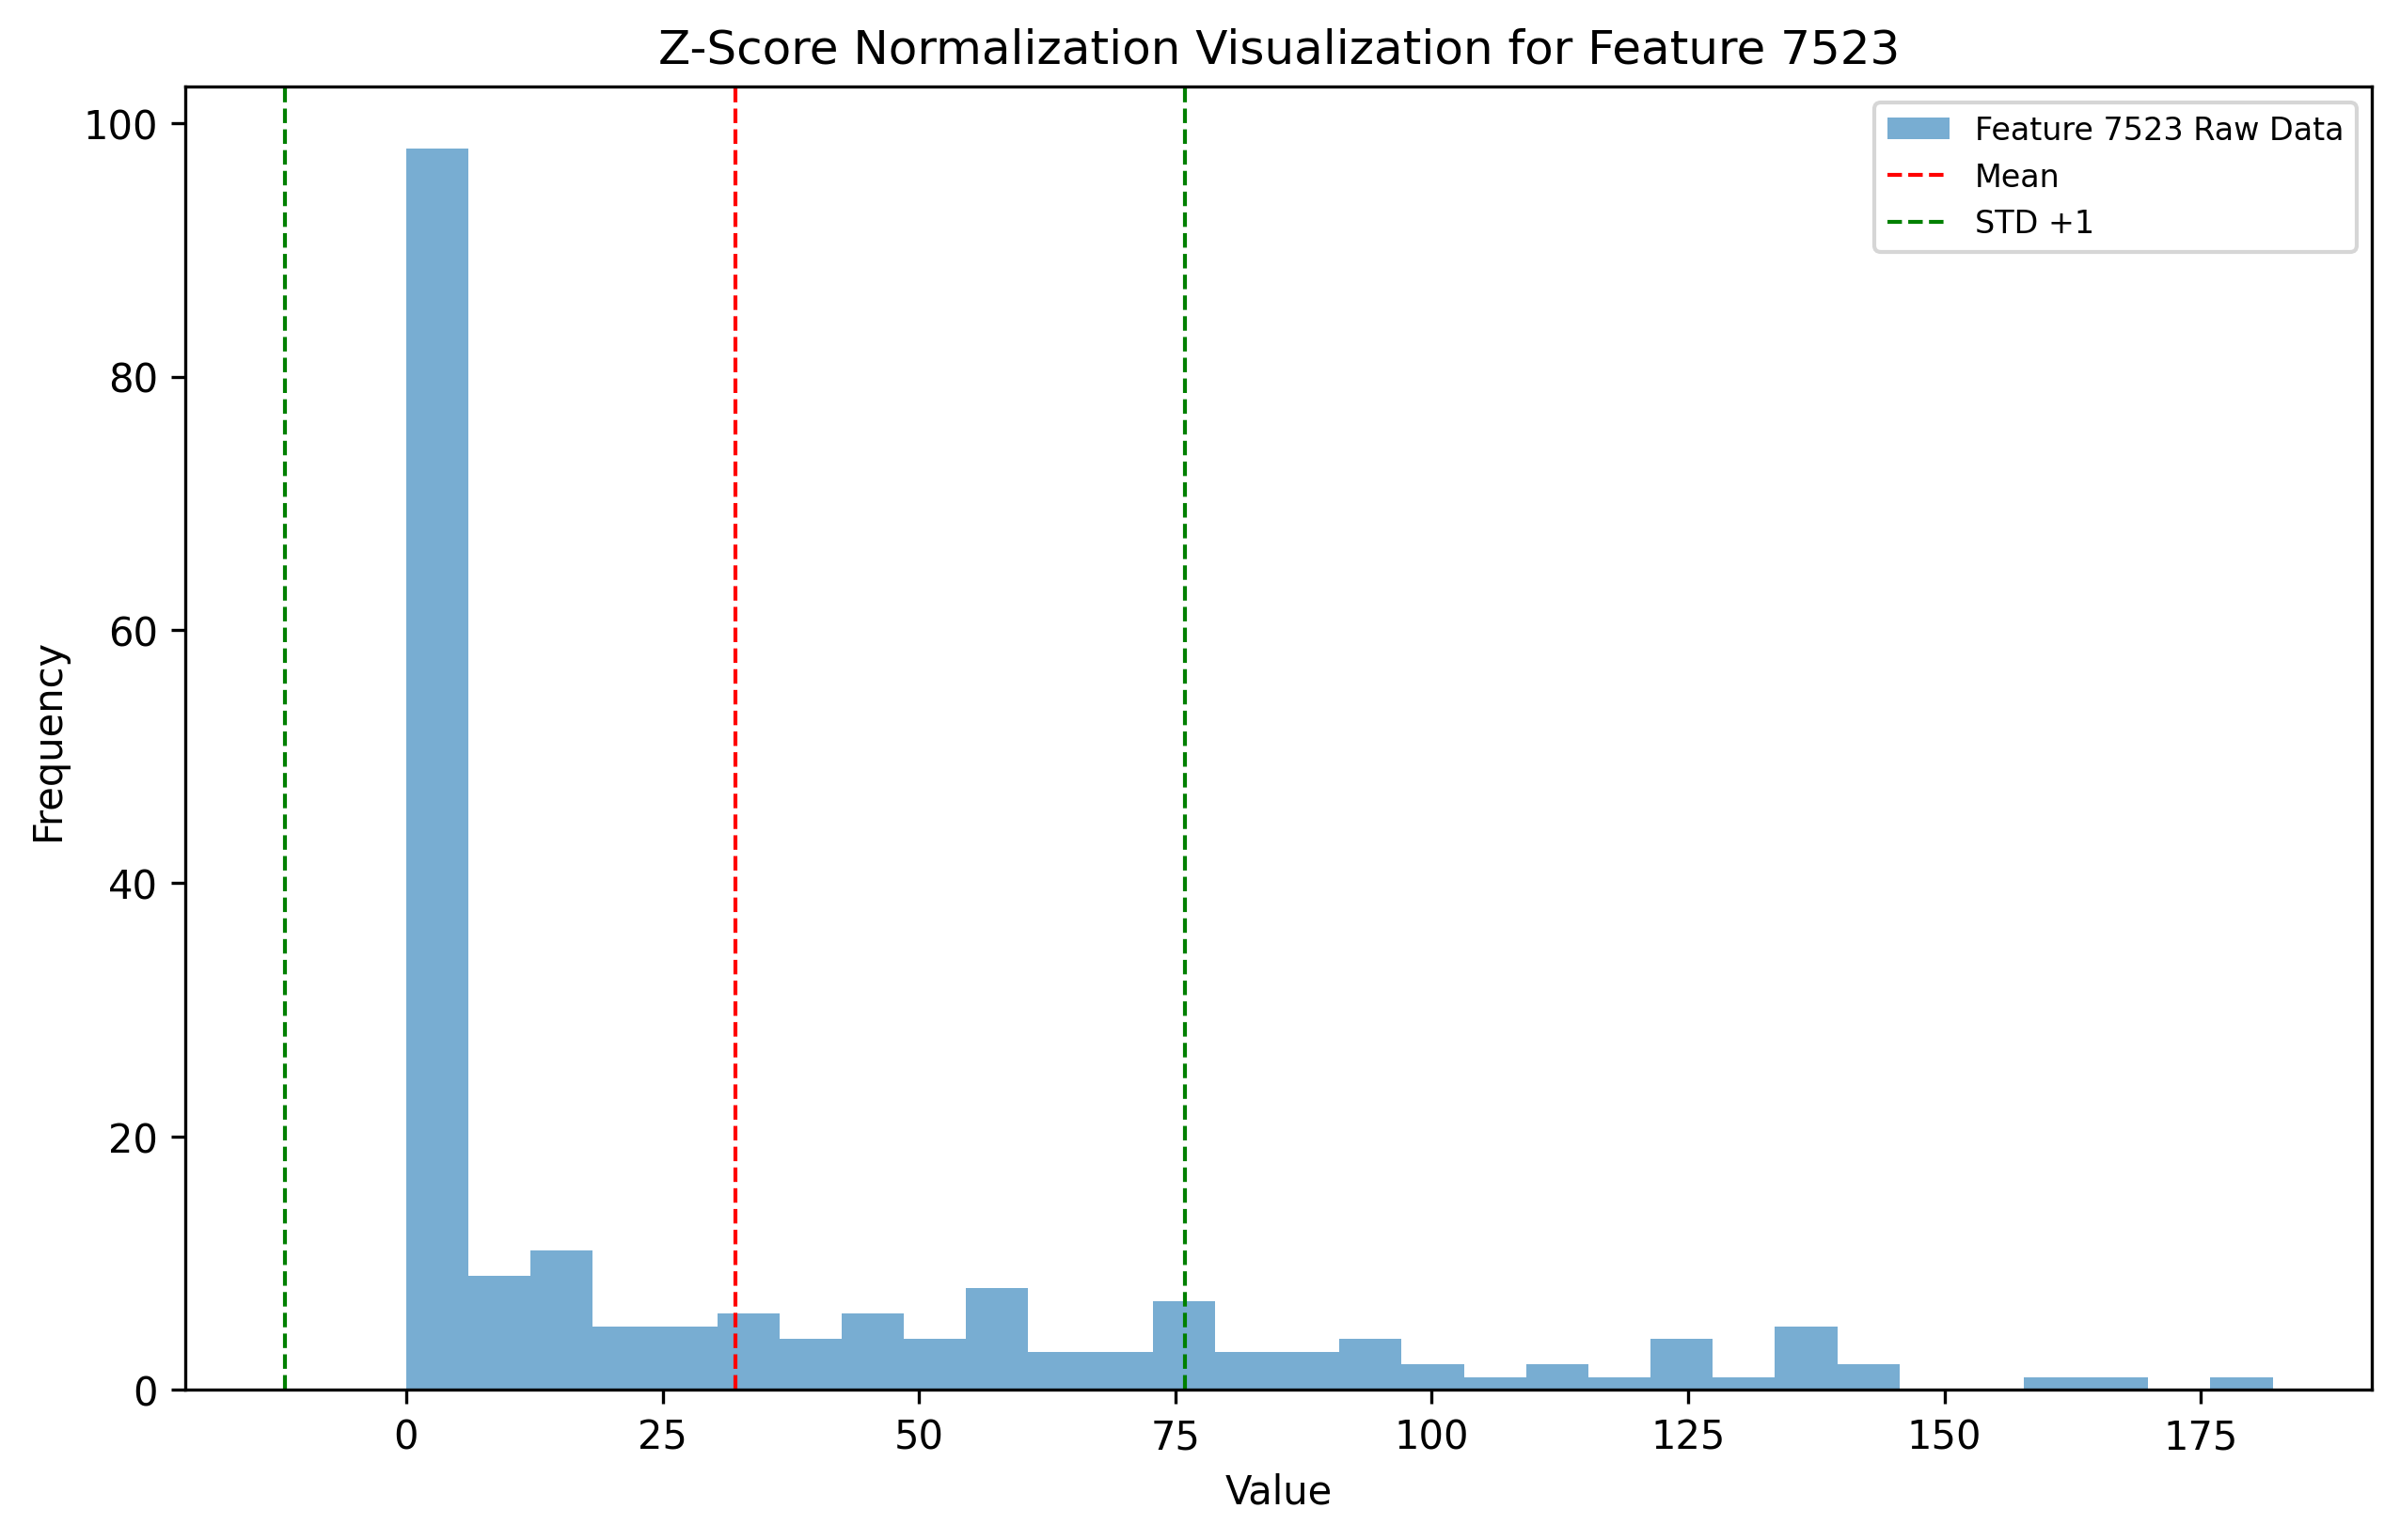 Z-Score Normalization Visualization for Feature 7523
Feature 7523 Raw Data
Mean
STD +1
100
80
60
40
20
0
Frequency
0 25 50 75 100 125 150 175
Value